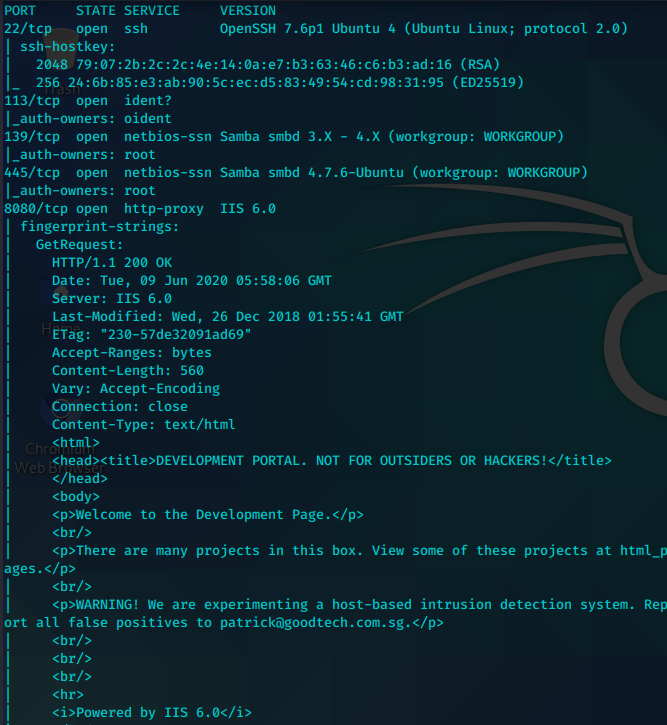 PORT     STATE SERVICE     VERSION
22/tcp   open  ssh         OpenSSH 7.6p1 Ubuntu 4 (Ubuntu Linux; protocol 2.0)
| ssh-hostkey:
|   2048 79:07:2b:2c:2c:4e:14:0a:e7:b3:63:46:c6:b3:ad:16 (RSA)
|_  256 24:6b:85:e3:ab:90:5c:ec:d5:83:49:54:cd:98:31:95 (ED25519)
113/tcp  open  ident?
|_auth-owners: oident
139/tcp  open  netbios-ssn Samba smbd 3.X - 4.X (workgroup: WORKGROUP)
|_auth-owners: root
445/tcp  open  netbios-ssn Samba smbd 4.7.6-Ubuntu (workgroup: WORKGROUP)
|_auth-owners: root
8080/tcp open  http-proxy  IIS 6.0
| fingerprint-strings:
|   GetRequest:
|     HTTP/1.1 200 OK
|     Date: Tue, 09 Jun 2020 05:58:06 GMT
|     Server: IIS 6.0
|     Last-Modified: Wed, 26 Dec 2018 01:55:41 GMT
|     ETag: "230-57de32091ad69"
|     Accept-Ranges: bytes
|     Content-Length: 560
|     Vary: Accept-Encoding
|     Connection: close
|     Content-Type: text/html
|     <html>
|     <head><title>DEVELOPMENT PORTAL. NOT FOR OUTSIDERS OR HACKERS!</title>
|     </head>
|     <body>
|     <p>Welcome to the Development Page.</p>
|     <br/>
|     <p>There are many projects in this box. View some of these projects at html_p
ages.</p>
|     <br/>
|     <p>WARNING! We are experimenting a host-based intrusion detection system. Rep
ort all false positives to patrick@goodtech.com.sg.</p>
|     <br/>
|     <br/>
|     <br/>
|     <hr>
|     <i>Powered by IIS 6.0</i>
Trash
Home
Chromium
Web Browser